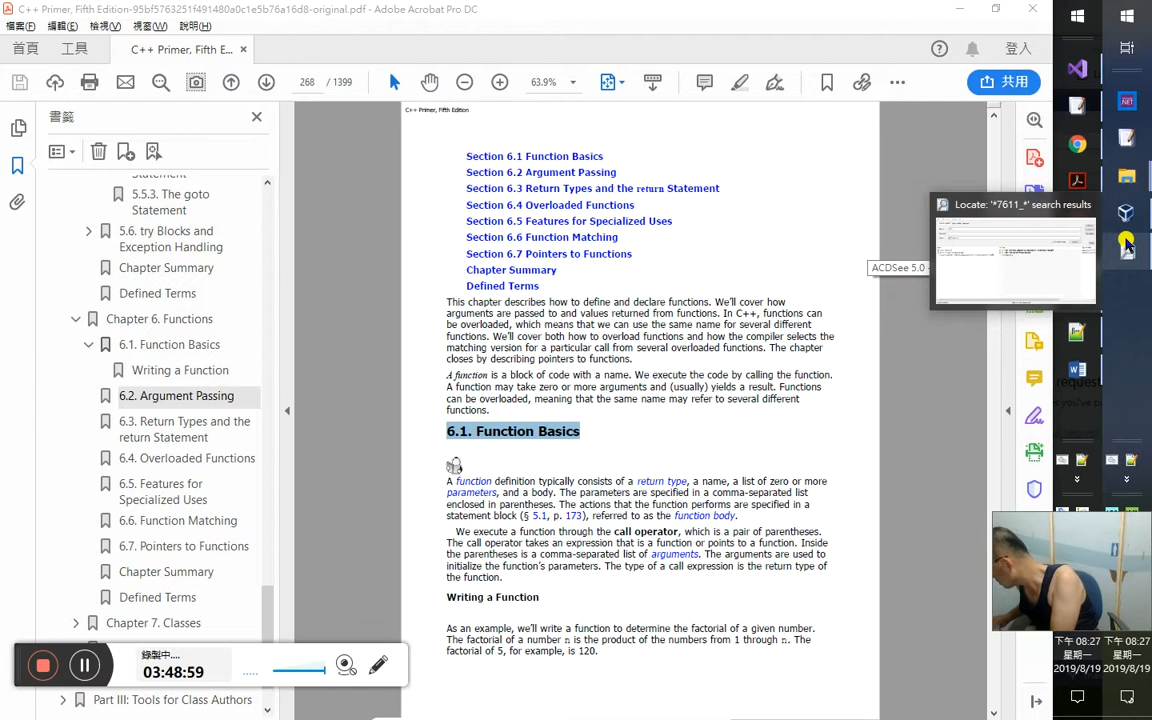 C++ Primer, Fifth Edition-95bf5763251f460480a0c1e5b76a16d8-original.pdf - Adobe Acrobat Pro DC
檔案(F) 編輯(E) 檢視(V) 視窗(W) 說明(H)
首頁 工具 C++ Primer, Fifth E... × 登入
268 / 1399 63.9% 共用
書籤
Statement
5.5.3. The goto
Statement
5.6. try Blocks and
Exception Handling
Chapter Summary
Defined Terms
Chapter 6. Functions
6.1. Function Basics
Writing a Function
6.2. Argument Passing
6.3. Return Types and the
return Statement
6.4. Overloaded Functions
6.5. Features for
Specialized Uses
6.6. Function Matching
6.7. Pointers to Functions
Chapter Summary
Defined Terms
Chapter 7. Classes
Part III: Tools for Class Authors
錄製中....
03:48:59
C++ Primer, Fifth Edition
Section 6.1 Function Basics
Section 6.2 Argument Passing
Section 6.3 Return Types and the return Statement
Section 6.4 Overloaded Functions
Section 6.5 Features for Specialized Uses
Section 6.6 Function Matching
Section 6.7 Pointers to Functions
Chapter Summary
Defined Terms
This chapter describes how to define and declare functions. We'll cover how
arguments are passed to and values returned from functions. In C++, functions can
be overloaded, which means that we can use the same name for several different
functions. We'll cover both how to overload functions and how the compiler selects the
matching version for a particular call from several overloaded functions. The chapter
closes by describing pointers to functions.
A function is a block of code with a name. We execute the code by calling the function.
A function may take zero or more arguments and (usually) yields a result. Functions
can be overloaded, meaning that the same name may refer to several different
functions.
6.1. Function Basics
A function definition typically consists of a return type, a name, a list of zero or more
parameters, and a body. The parameters are specified in a comma-separated list
enclosed in parentheses. The actions that the function performs are specified in a
statement block (§ 5.1, p. 173), referred to as the function body.
We execute a function through the call operator, which is a pair of parentheses.
The call operator takes an expression that is a function or points to a function. Inside
the parentheses is a comma-separated list of arguments. The arguments are used to
initialize the function's parameters. The type of a call expression is the return type of
the function.
Writing a Function
As an example, we'll write a function to determine the factorial of a given number.
The factorial of a number n is the product of the numbers from 1 through n. The
factorial of 5, for example, is 120.
Locate: '*7611_*' search results
ACDSee 5.0
.NET
request
下午 08:27 下午 08:27
星期一 星期一
2019/8/19 2019/8/19